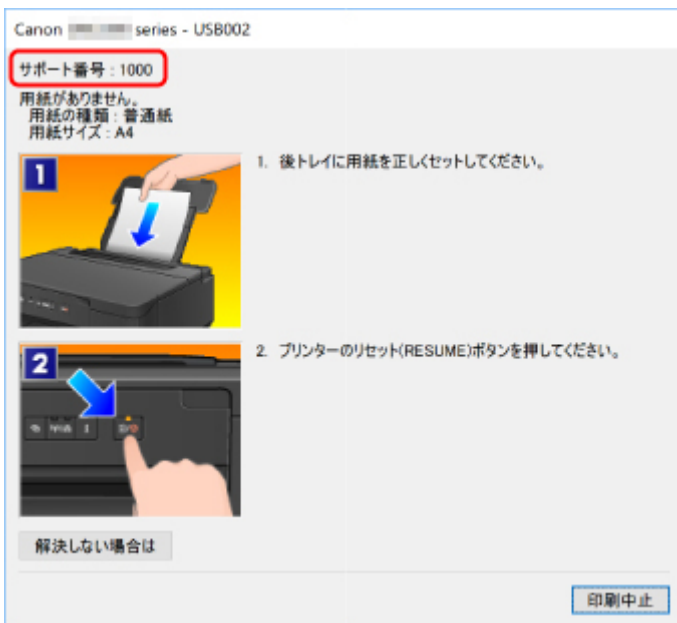 Canon series - USB002
サポート番号 : 1000
用紙がありません。
用紙の種類 : 普通紙
用紙サイズ : A4
1
1. 後トレイに用紙を正しくセットしてください。
2
2. プリンターのリセット(RESUME)ボタンを押してください。
解決しない場合は
印刷中止